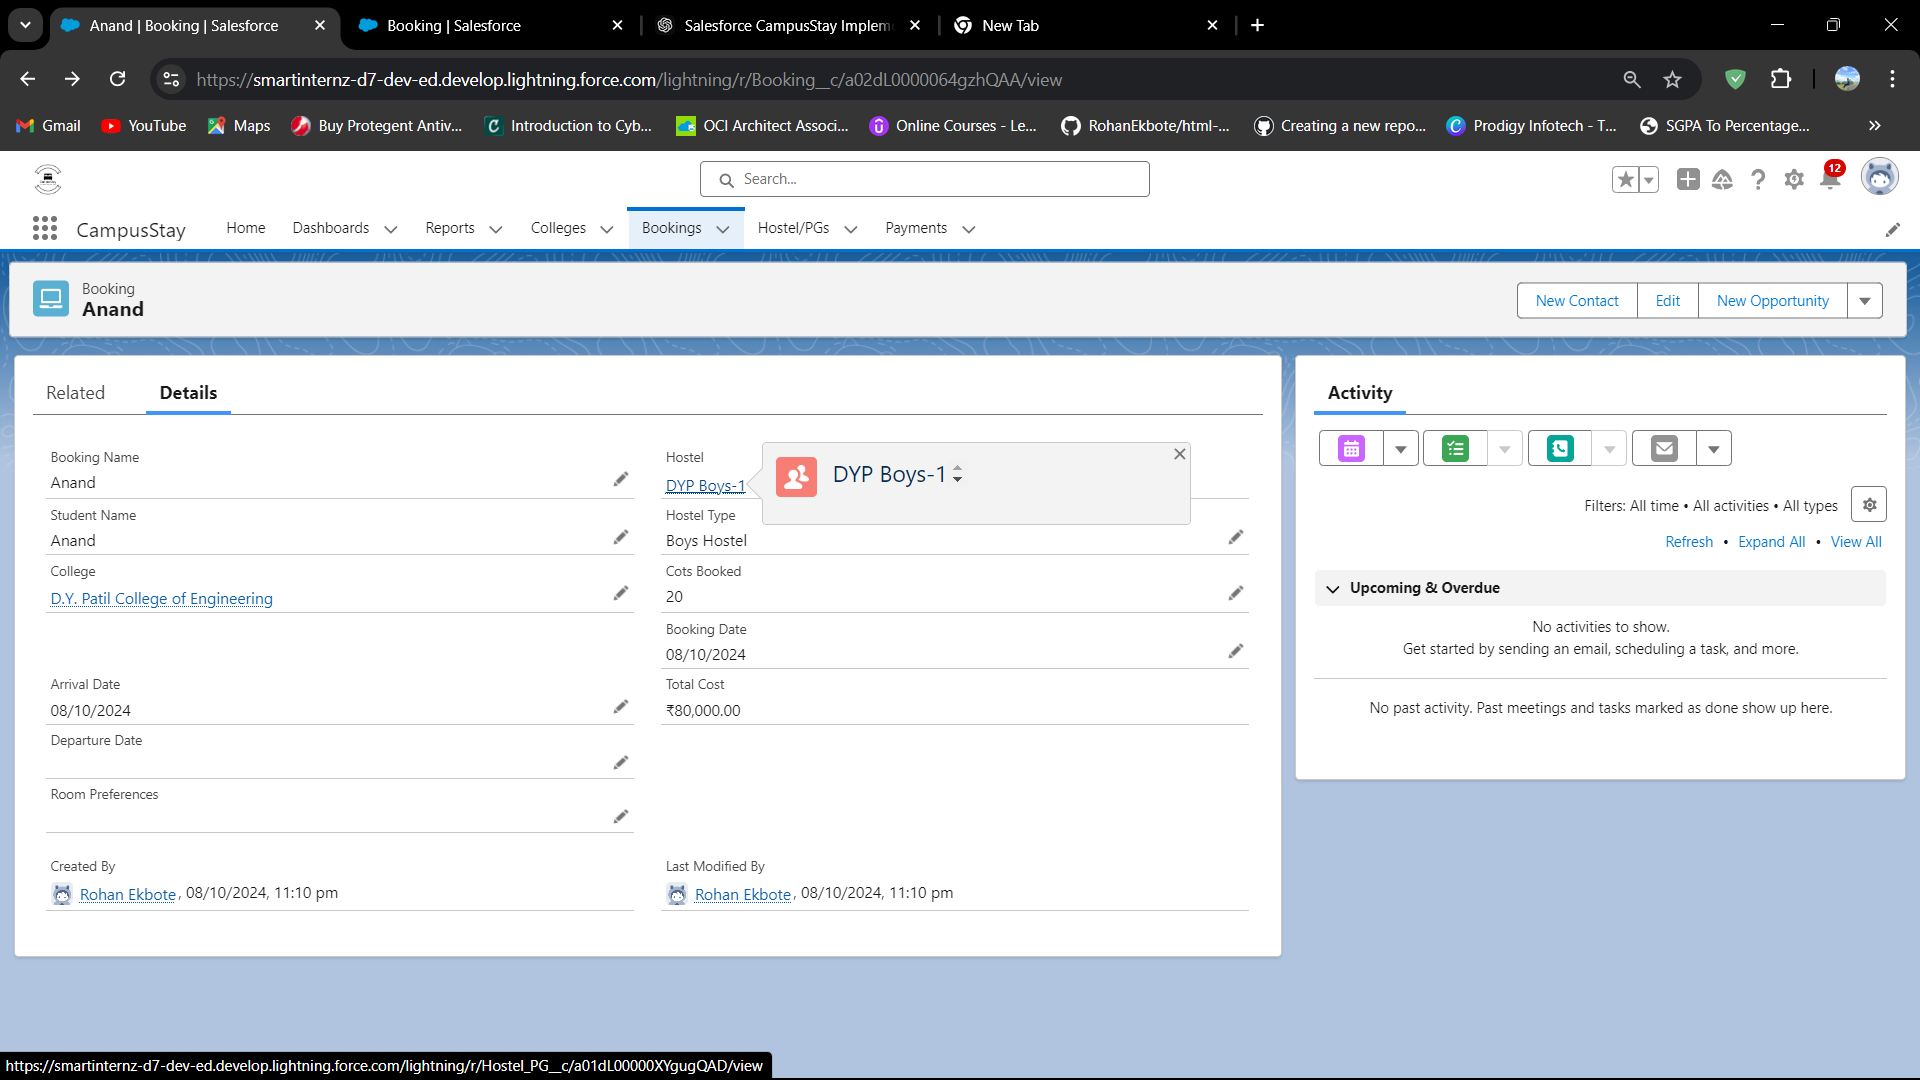 Anand | Booking | Salesforce
Booking | Salesforce
Salesforce CampusStay Implem
New Tab
https://smartinternz-d7-dev-ed.develop.lightning.force.com/lightning/r/Booking__c/a02dL0000064gzhQAA/view
Gmail
YouTube
Maps
Buy Protegent Antiv...
Introduction to Cyb...
OCI Architect Associ...
Online Courses - Le...
RohanEkbote/html-...
Creating a new repo...
Prodigy Infotech - T...
SGPA To Percentage...
Search...
12
CampusStay
Home
Dashboards
Reports
Colleges
Bookings
Hostel/PGs
Payments
Booking
Anand
New Contact
Edit
New Opportunity
Related
Details
Booking Name
Anand
Student Name
Anand
College
D.Y. Patil College of Engineering
Arrival Date
08/10/2024
Departure Date
Room Preferences
Created By
Rohan Ekbote, 08/10/2024, 11:10 pm
Hostel
DYP Boys-1
DYP Boys-1
Hostel Type
Boys Hostel
Cots Booked
20
Booking Date
08/10/2024
Total Cost
₹80,000.00
Last Modified By
Rohan Ekbote, 08/10/2024, 11:10 pm
Activity
Filters: All time • All activities • All types
Refresh • Expand All • View All
Upcoming & Overdue
No activities to show.
Get started by sending an email, scheduling a task, and more.
No past activity. Past meetings and tasks marked as done show up here.
https://smartinternz-d7-dev-ed.develop.lightning.force.com/lightning/r/Hostel_PG__c/a01dL00000XYgugQAD/view